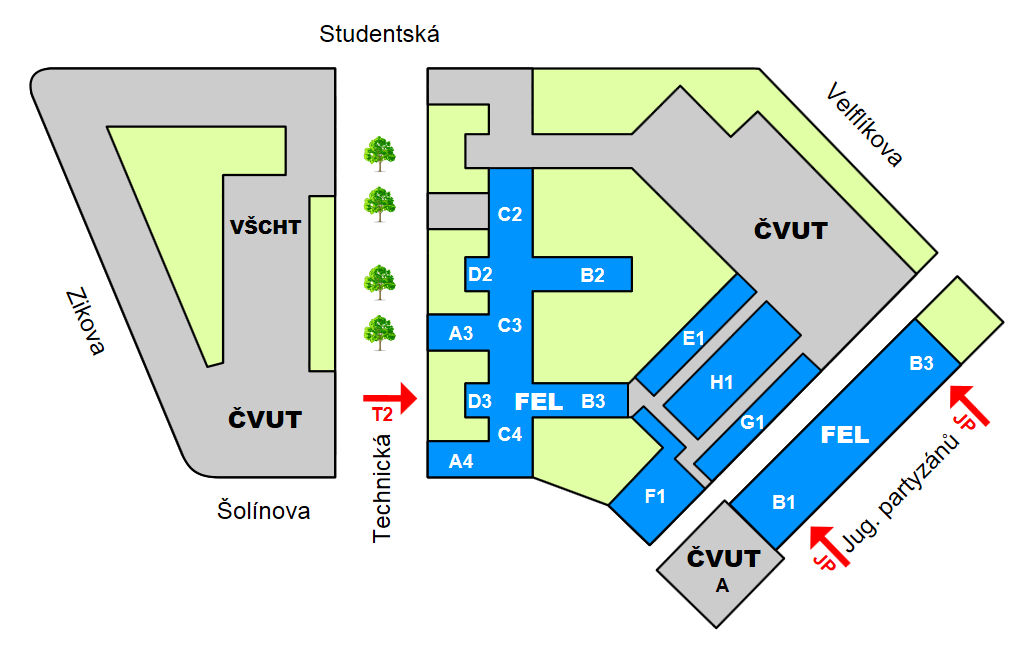 Studentská
Velflíkova
VŠCHT
ČVUT
Zikova
ČVUT
Šolínova
T2
Technická
C2
D2
B2
A3
C3
D3
FEL
B3
C4
A4
E1
H1
G1
F1
B3
FEL
B1
JP
JP
Jug. partyzánů
ČVUT
A